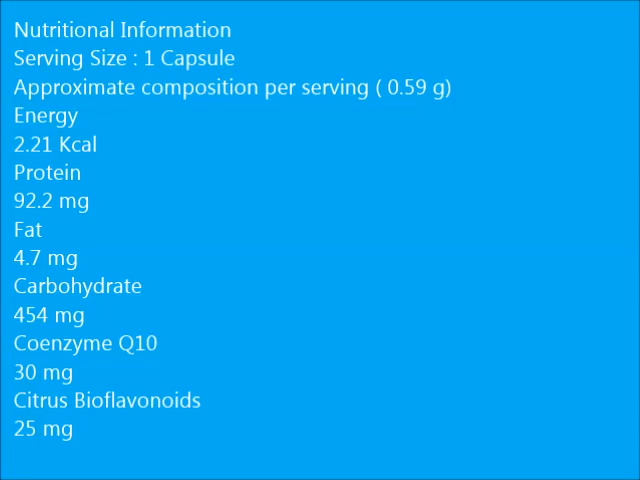 Nutritional Information
Serving Size : 1 Capsule
Approximate composition per serving ( 0.59 g)
Energy
2.21 Kcal
Protein
92.2 mg
Fat
4.7 mg
Carbohydrate
454 mg
Coenzyme Q10
30 mg
Citrus Bioflavonoids
25 mg